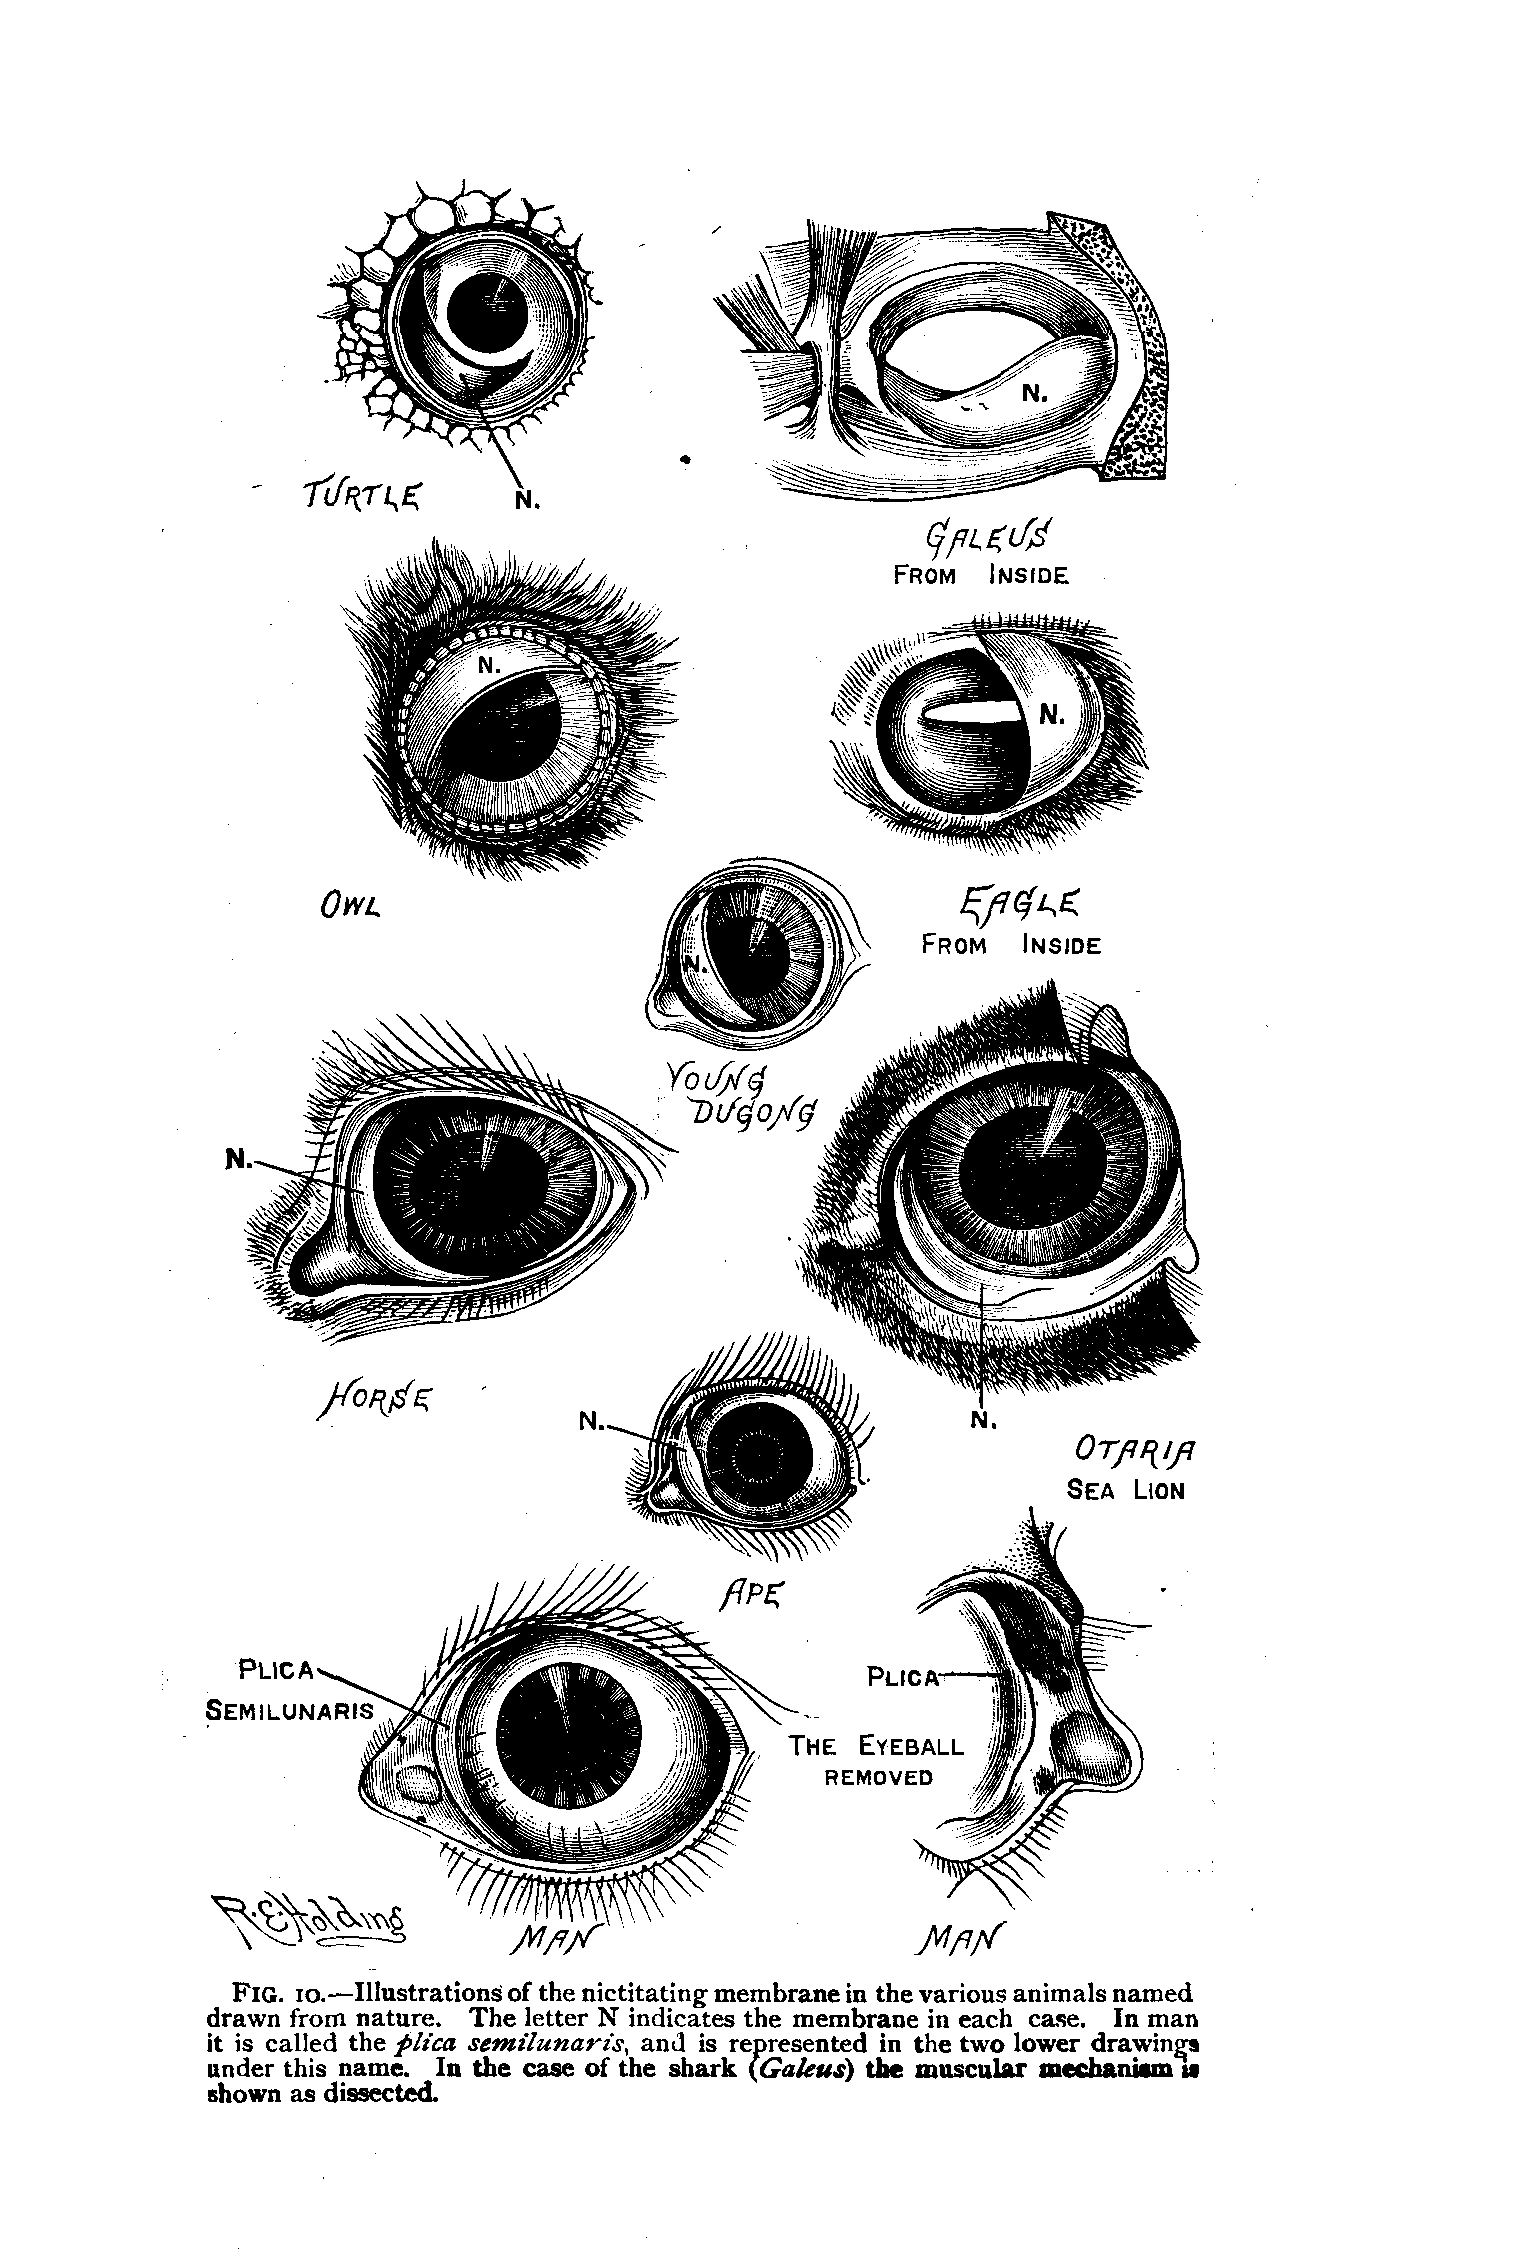 N.
TURTLE
N.
GALEUS
FROM INSIDE
N.
OWL
N.
EAGLE
FROM INSIDE
N.
YOUNG
DUGONG
N.
HORSE
N.
OTARIA
SEA LION
N.
APE
PLICA
SEMILUNARIS
PLICA
THE EYEBALL
REMOVED
R.E. Holding
MAN
MAN
FIG. 10.—Illustrations of the nictitating membrane in the various animals named
drawn from nature. The letter N indicates the membrane in each case. In man
it is called the plica semilunaris, and is represented in the two lower drawings
under this name. In the case of the shark (Galeus) the muscular mechanism is
shown as dissected.